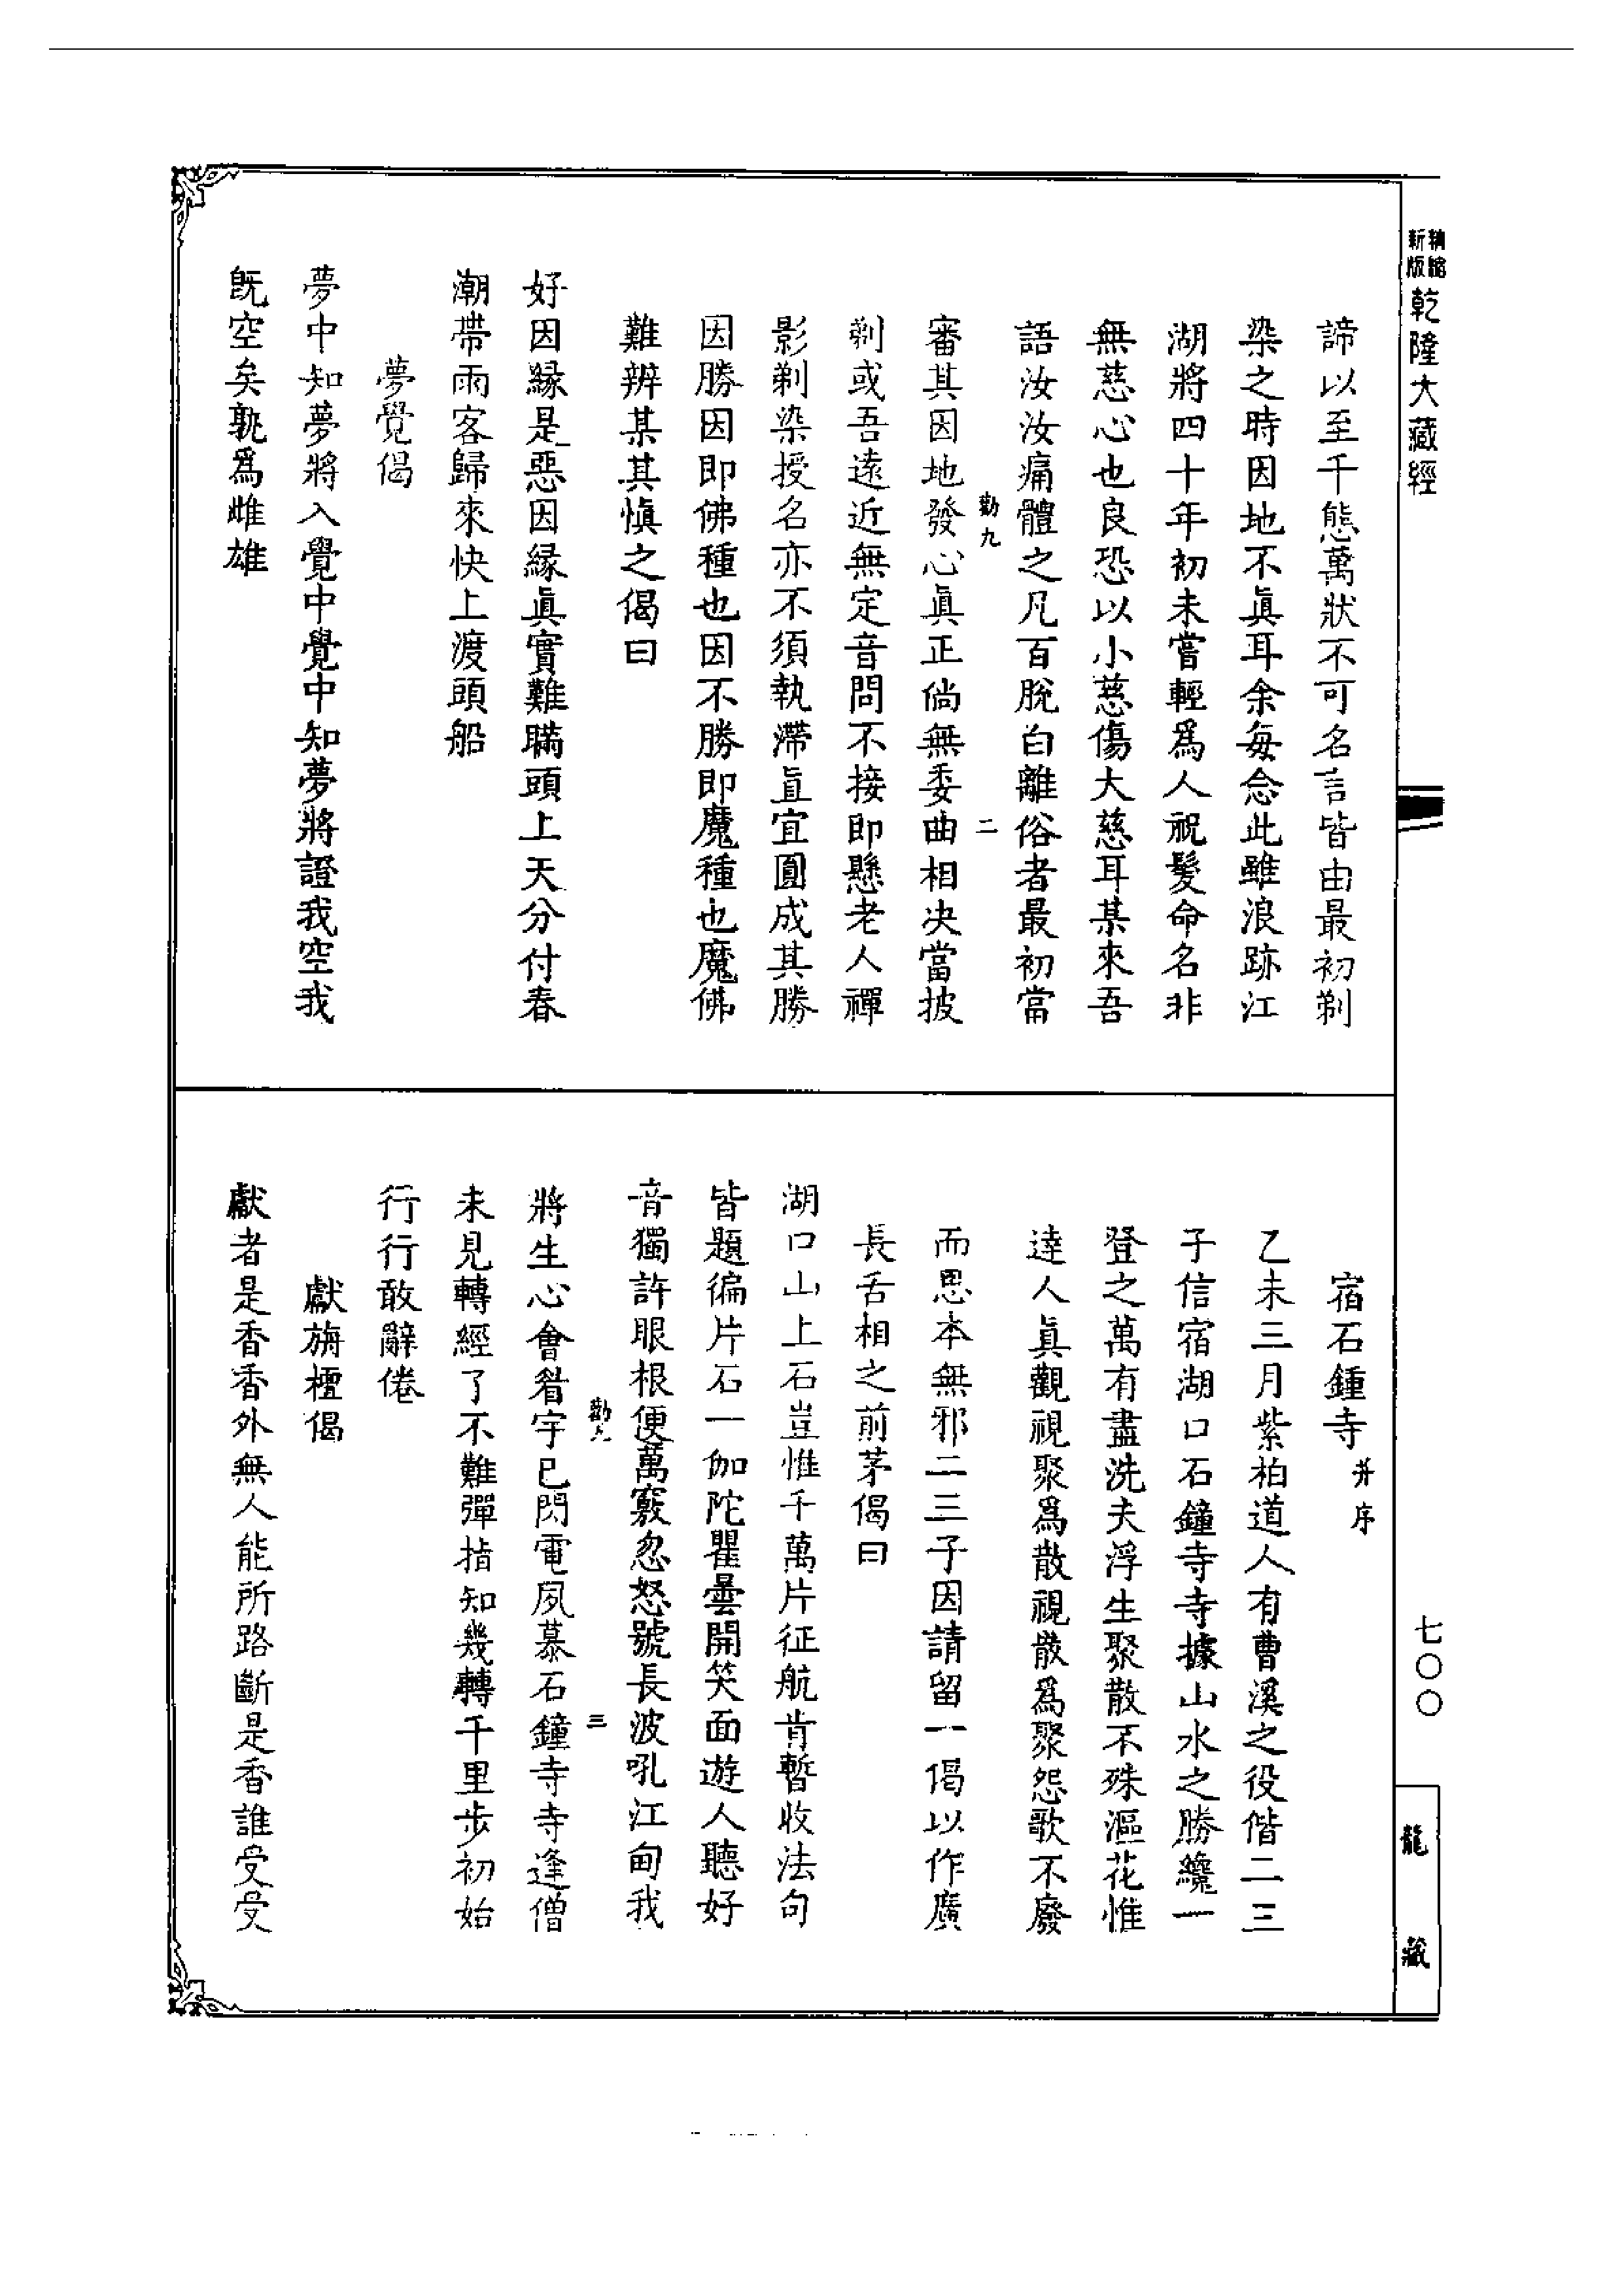 精縮新版乾隆大藏經
諦以至千態萬狀不可名言皆由最初剃
染之時因地不真耳余每念此雖浪跡江
湖將四十年初未嘗輕為人祝髮命名非
無慈心也良恐以小慈傷大慈耳某來吾
語汝汝痛體之凡百脫白離俗者最初當
勸九
二
審其因地發心真正倘無委曲相決當披
剃或吾遠近無定音問不接即懸老人禪
影剃染授名亦不須執滯直宜圓成其勝
因勝因即佛種也因不勝即魔種也魔佛
難辨某其慎之偈曰
好因緣是惡因緣真實難瞞頭上天分付春
潮帶雨客歸來快上渡頭船
夢覺偈
夢中知夢將入覺中覺中知夢將證我空我
既空矣孰為雌雄
宿石鍾寺并序
乙未三月紫柏道人有曹溪之役偕二三
子信宿湖口石鐘寺寺據山水之勝纔一
登之萬有盡洗夫浮生聚散不殊漚花惟
達人真觀視聚為散視散為聚怨歌不廢
而思本無邪二三子因請留一偈以作廣
長舌相之前茅偈曰
湖口山上石豈惟千萬片征航肯暫收法句
皆題徧片石一伽陀瞿曇開笑面遊人聽好
音獨許眼根便萬竅忽怒號長波吼江甸我
勸九
三
將生心會眢宇已閃電夙慕石鐘寺寺逢僧
未見轉經了不難彈指知幾轉千里步初始
行行敢辭倦
獻旃檀偈
獻者是香香外無人能所路斷是香誰受受
七〇〇
龍藏